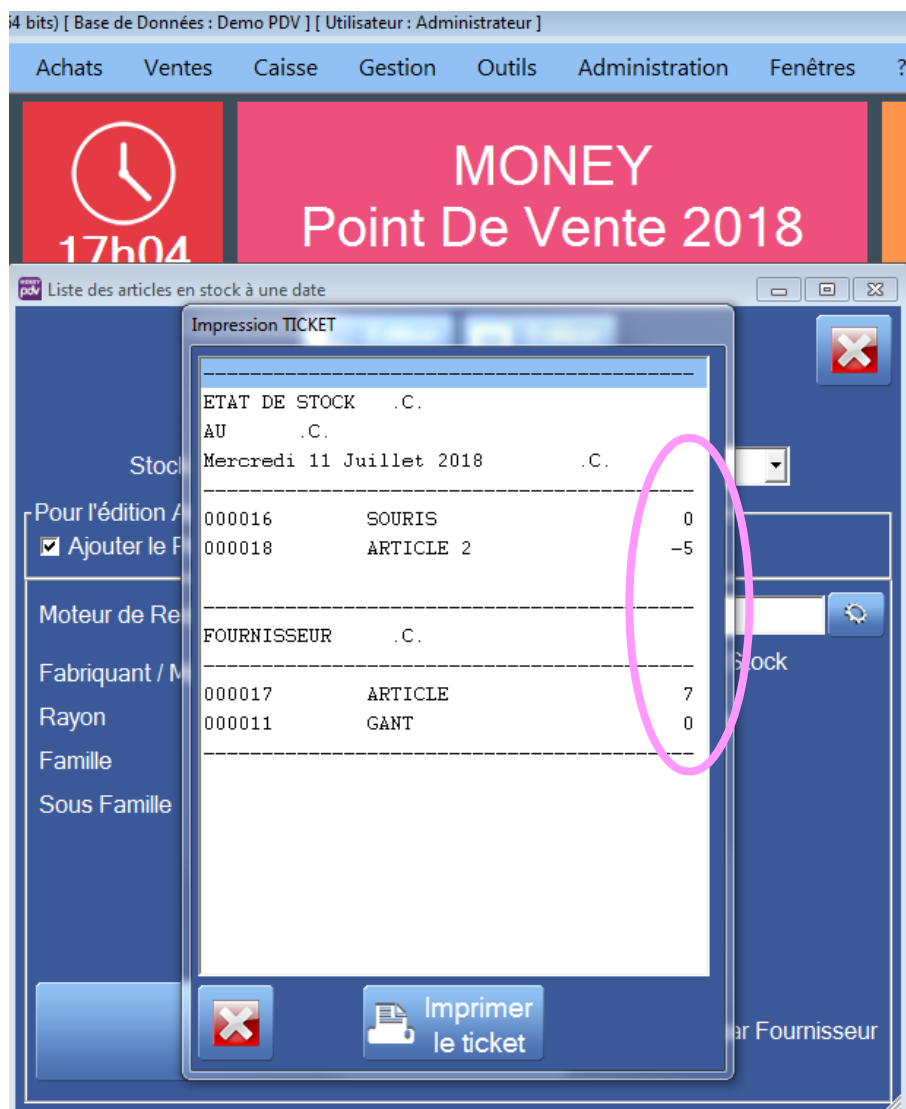 64 bits) [ Base de Données : Demo PDV ] [ Utilisateur : Administrateur ]
Achats Ventes Caisse Gestion Outils Administration Fenêtres ?
17h04
MONEY
Point De Vente 2018
pdv Liste des articles en stock à une date
Impression TICKET
------------------------------------------
ETAT DE STOCK .C.
AU .C.
Mercredi 11 Juillet 2018 .C.
------------------------------------------
000016 SOURIS 0
000018 ARTICLE 2 -5
------------------------------------------
FOURNISSEUR .C.
------------------------------------------
000017 ARTICLE 7
000011 GANT 0
------------------------------------------
Stoc
Pour l'édition A
Ajouter le
Moteur de Re
Fabriquant / M
Stock
Rayon
Famille
Sous Famille
Imprimer
le ticket
ar Fournisseur